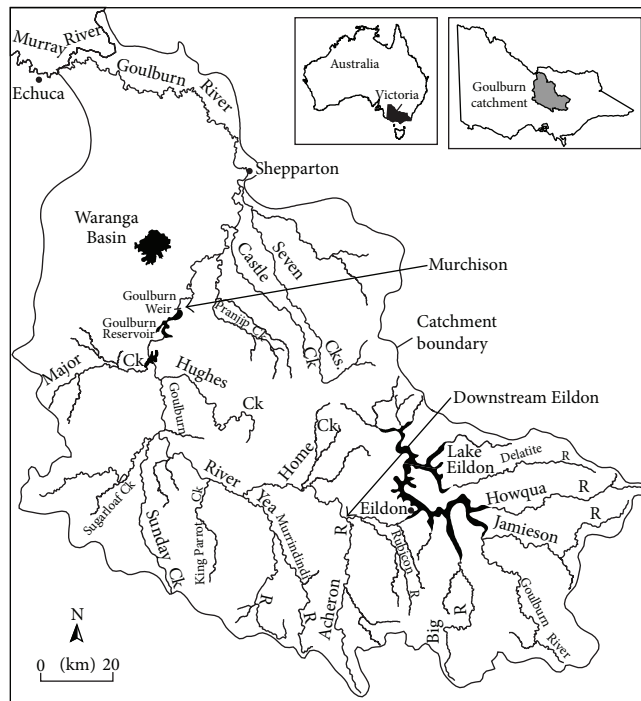 Murray River
Echuca
Goulburn River
Australia
Victoria
Goulburn
catchment
Shepparton
Waranga
Basin
Castle Ck
Seven Cks.
Murchison
Goulburn
Weir
Goulburn
Reservoir
Pranjip Ck
Catchment
boundary
Major Ck
Hughes Ck
Goulburn River
Downstream Eildon
Home Ck
Lake
Eildon
Delatite R
Howqua R
Jamieson R
Eildon
Sugarloaf Ck
Sunday Ck
King Parrot Ck
Yea R
Murrindindi R
Acheron R
Rubicon R
Big R
Goulburn River
N
0 (km) 20